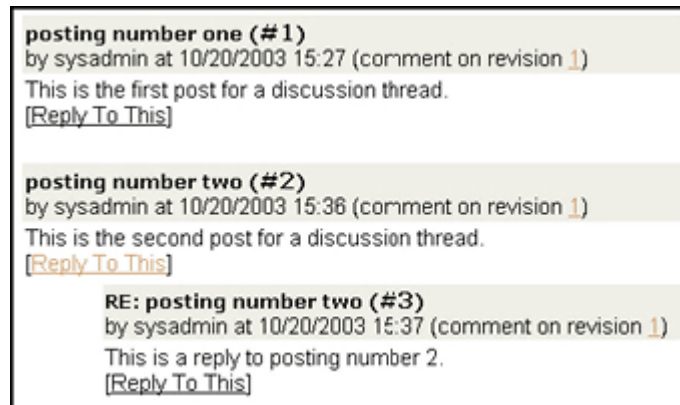 posting number one (#1)
by sysadmin at 10/20/2003 15:27 (comment on revision 1)
This is the first post for a discussion thread.
[Reply To This]
posting number two (#2)
by sysadmin at 10/20/2003 15:36 (comment on revision 1)
This is the second post for a discussion thread.
[Reply To This]
RE: posting number two (#3)
by sysadmin at 10/20/2003 15:37 (comment on revision 1)
This is a reply to posting number 2.
[Reply To This]